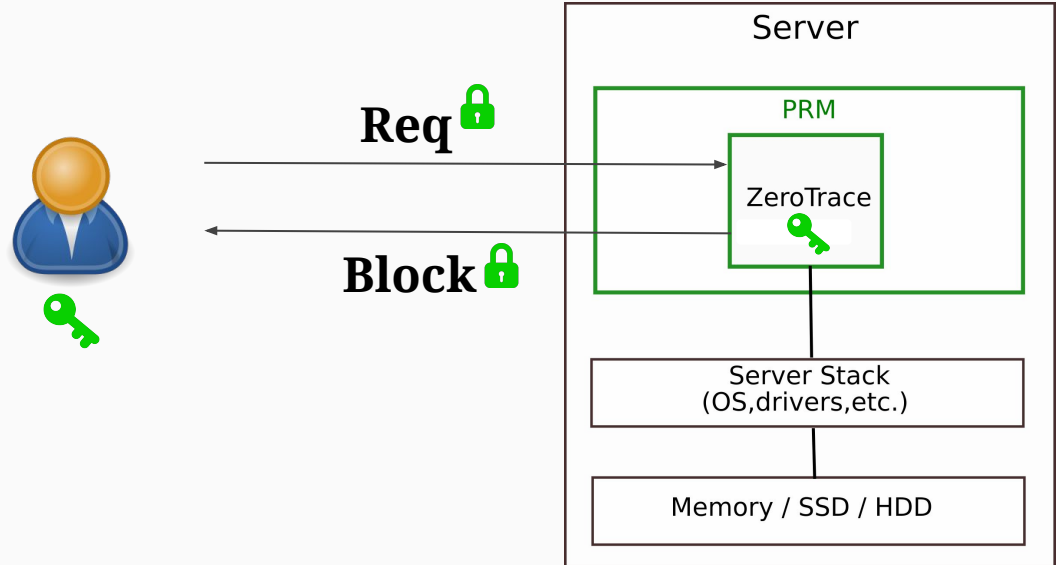 Server
PRM
Req
ZeroTrace
Block
Server Stack
(OS,drivers,etc.)
Memory / SSD / HDD